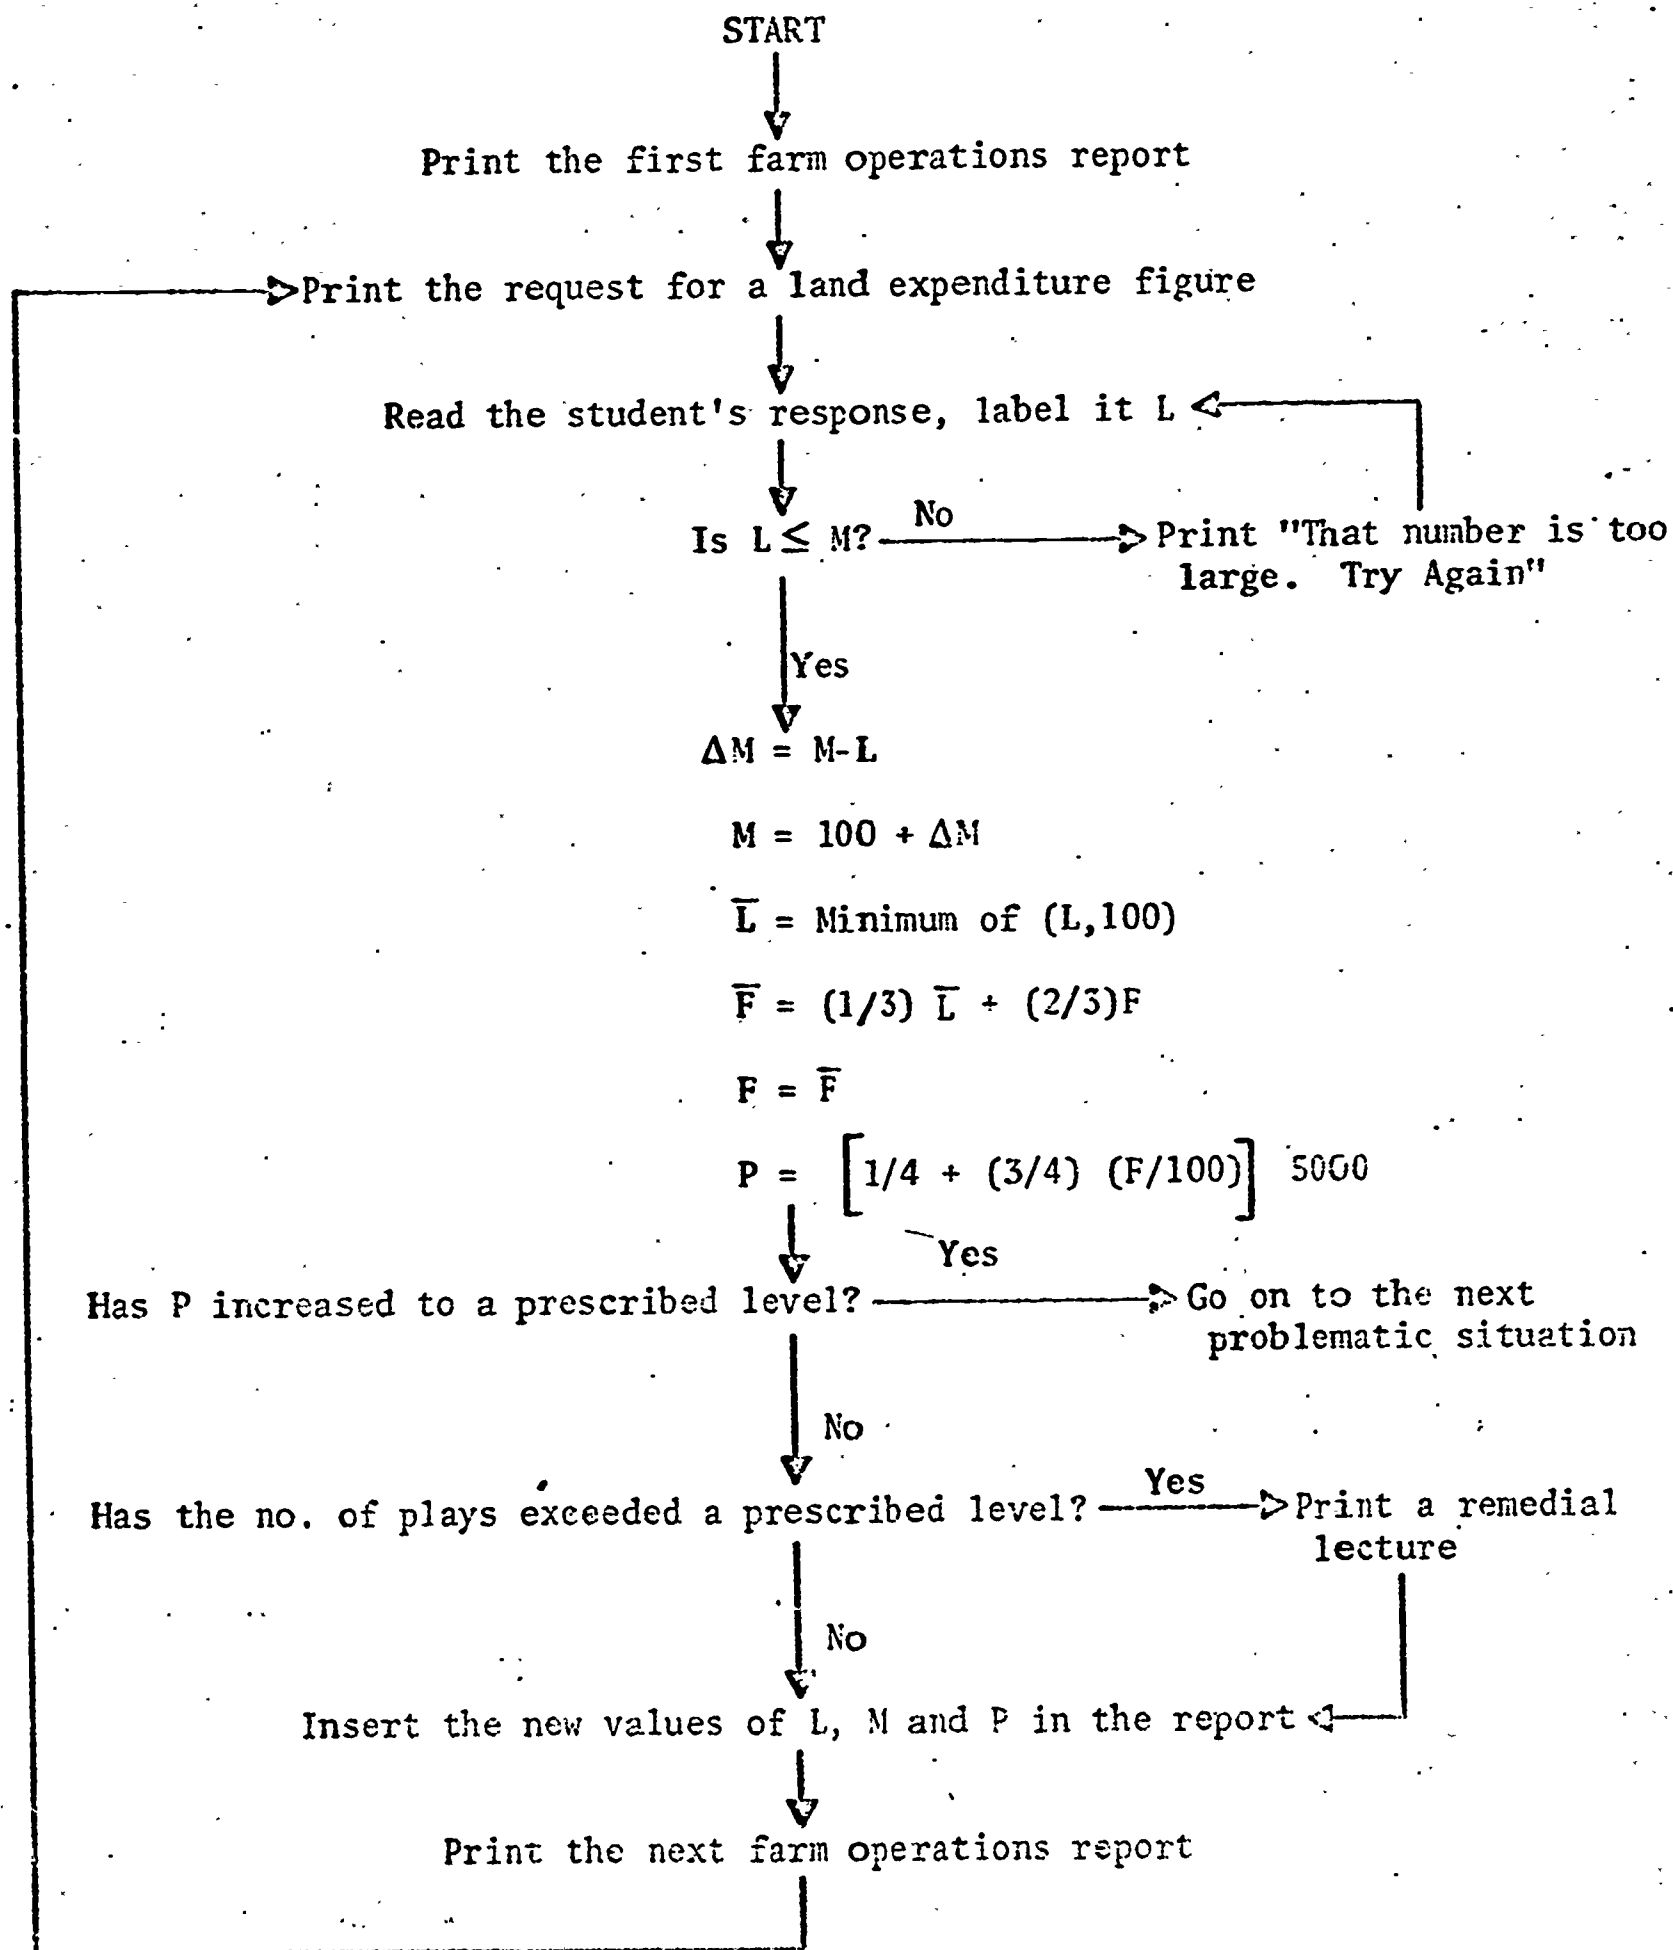 START
Print the first farm operations report
Print the request for a land expenditure figure
Read the student's response, label it L
Is L ≤ M?
No
Print "That number is too
large. Try Again"
Yes
ΔM = M-L
M = 100 + ΔM
L̅ = Minimum of (L,100)
F̅ = (1/3) L̅ + (2/3)F
F = F̅
P = [1/4 + (3/4) (F/100)] 5000
Yes
Has P increased to a prescribed level?
Go on to the next
problematic situation
No
Has the no. of plays exceeded a prescribed level?
Yes
Print a remedial
lecture
No
Insert the new values of L, M and P in the report
Print the next farm operations report